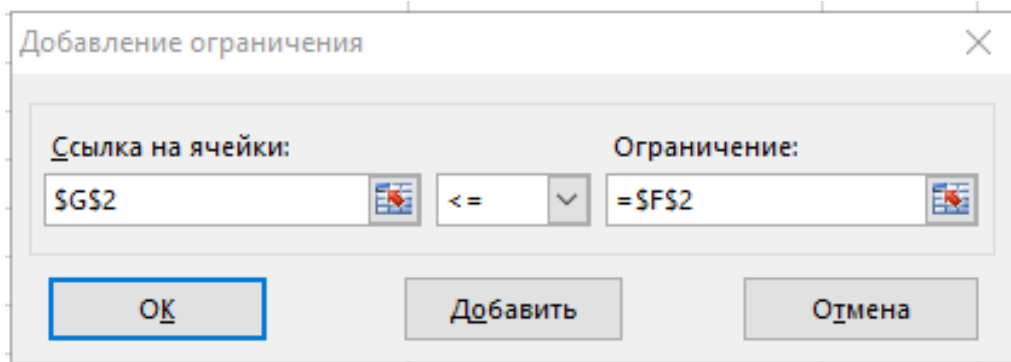 Добавление ограничения
Ссылка на ячейки: Ограничение:
$G$2 <= =$F$2
ОК Добавить Отмена